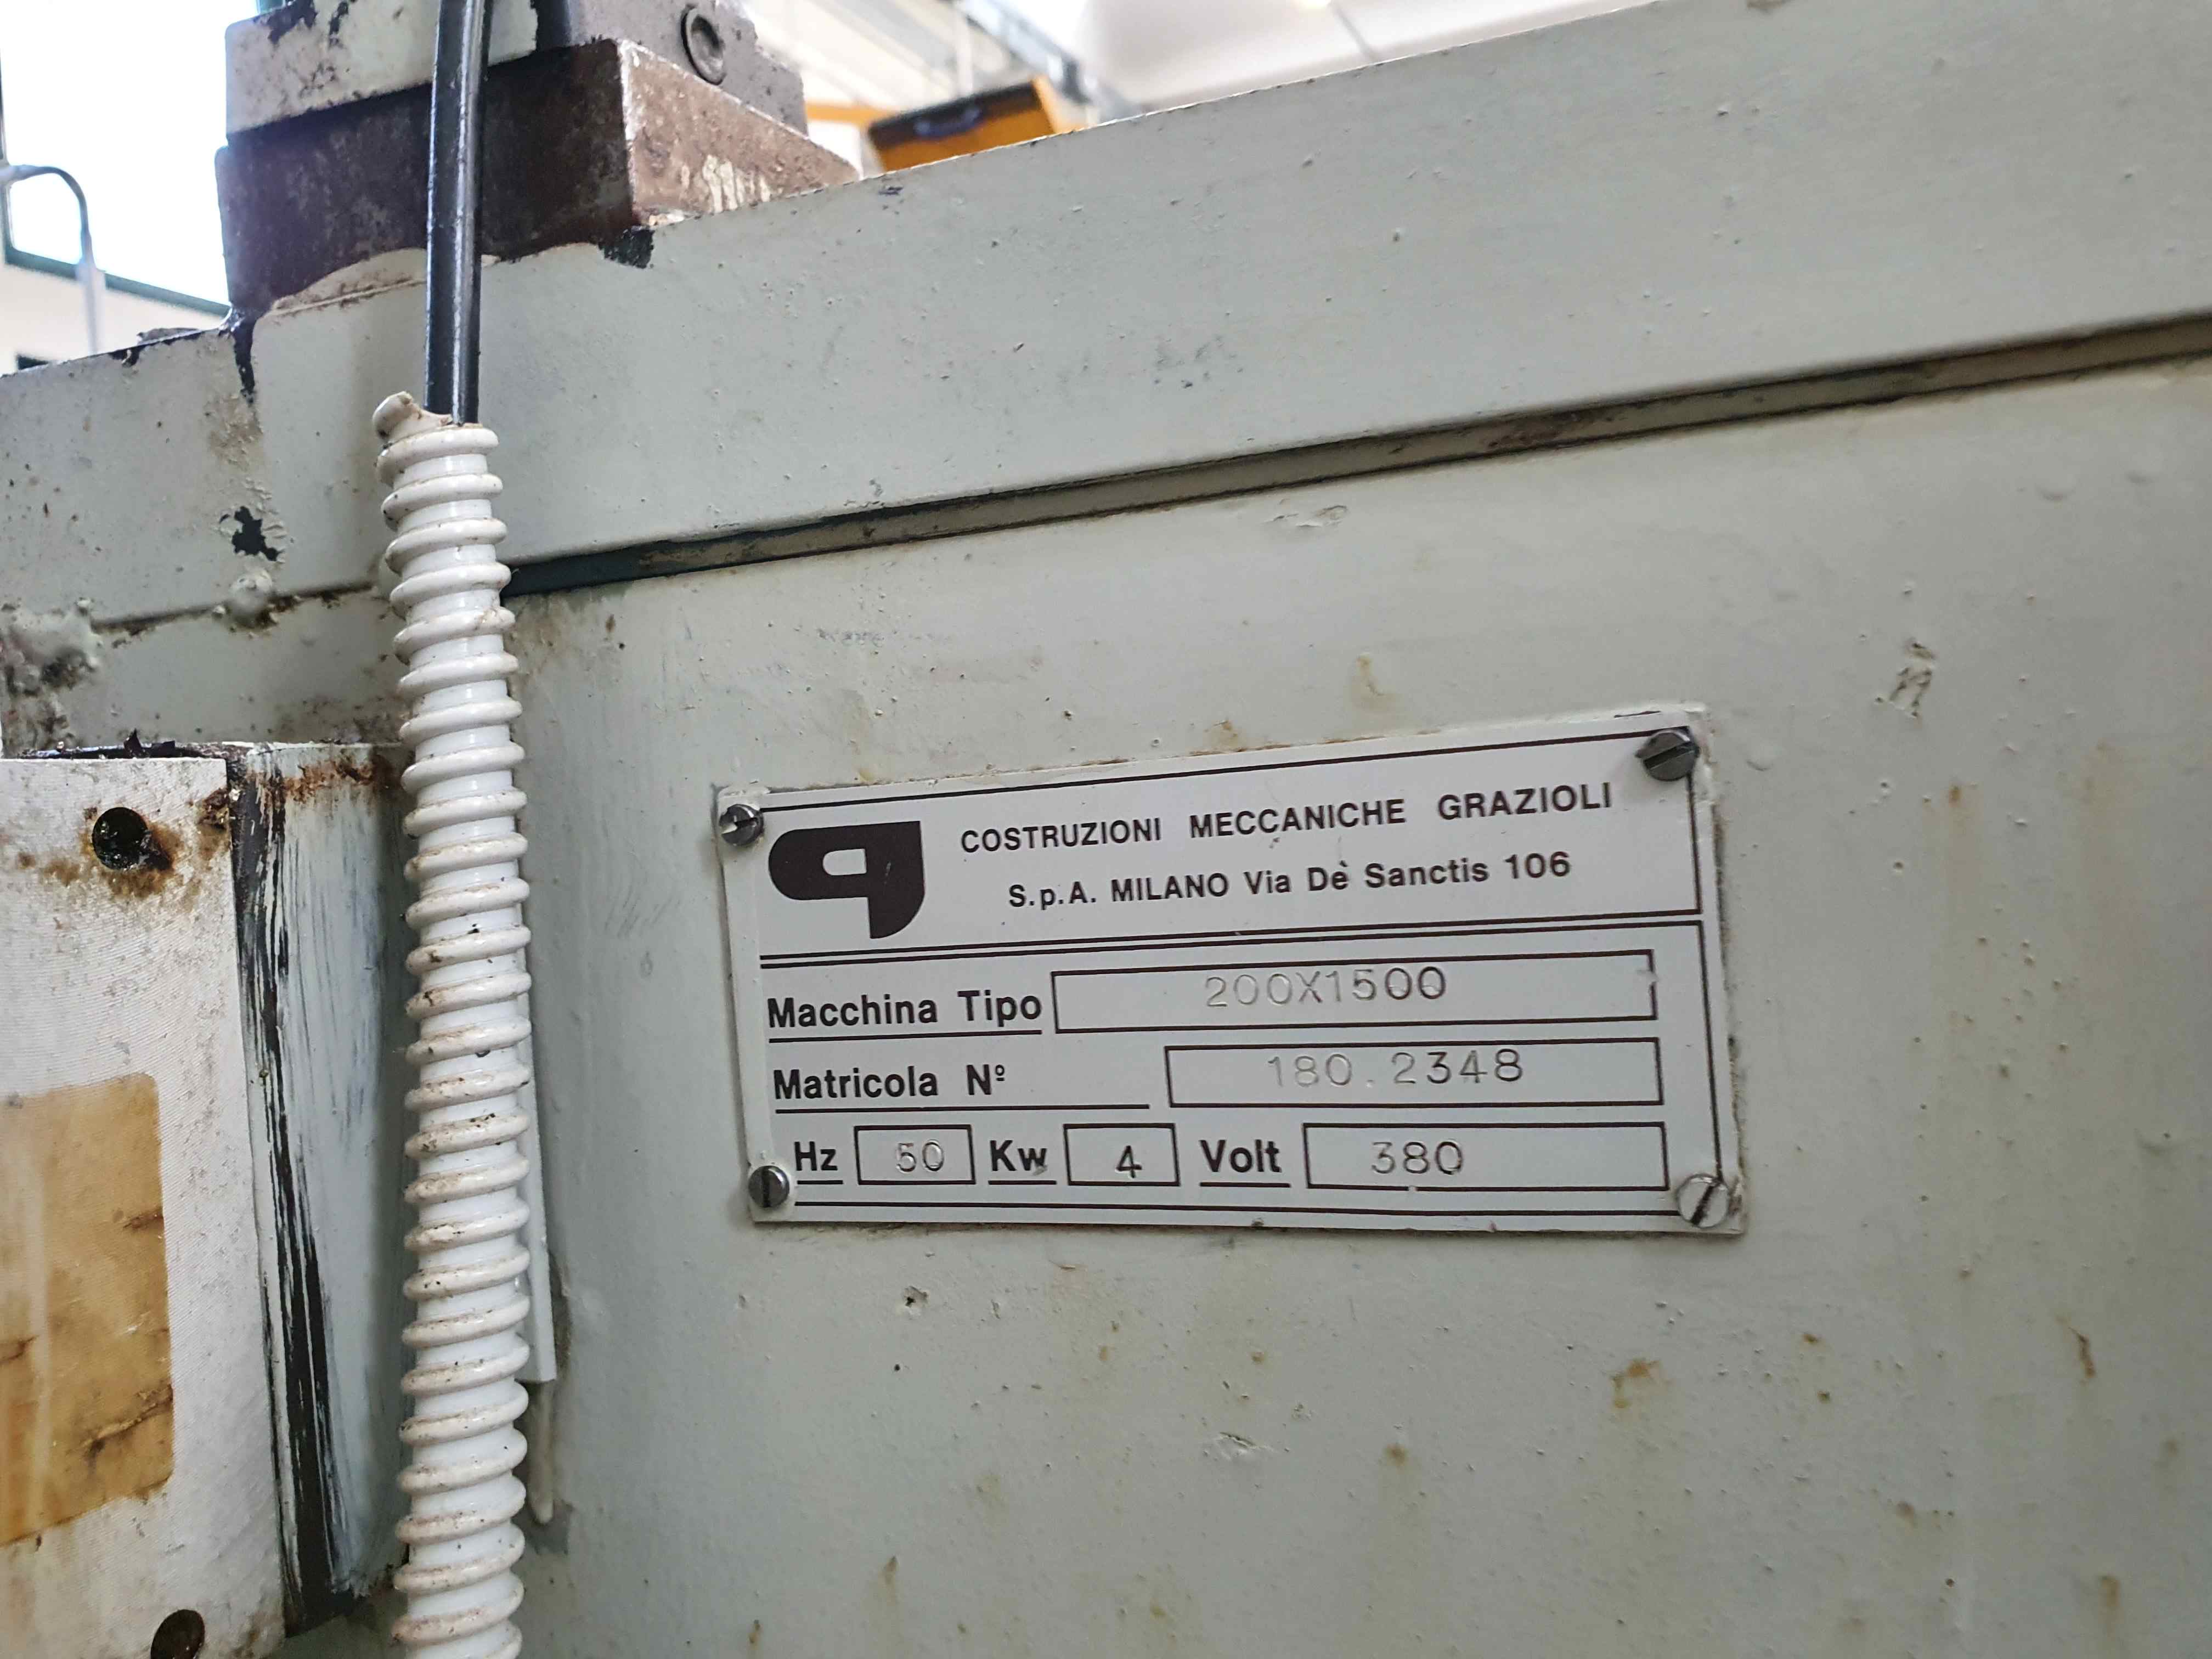 COSTRUZIONI MECCANICHE GRAZIOLI
S.p.A. MILANO Via Dè Sanctis 106
Macchina Tipo 200X1500
Matricola Nº 180.2348
Hz 50 Kw 4 Volt 380